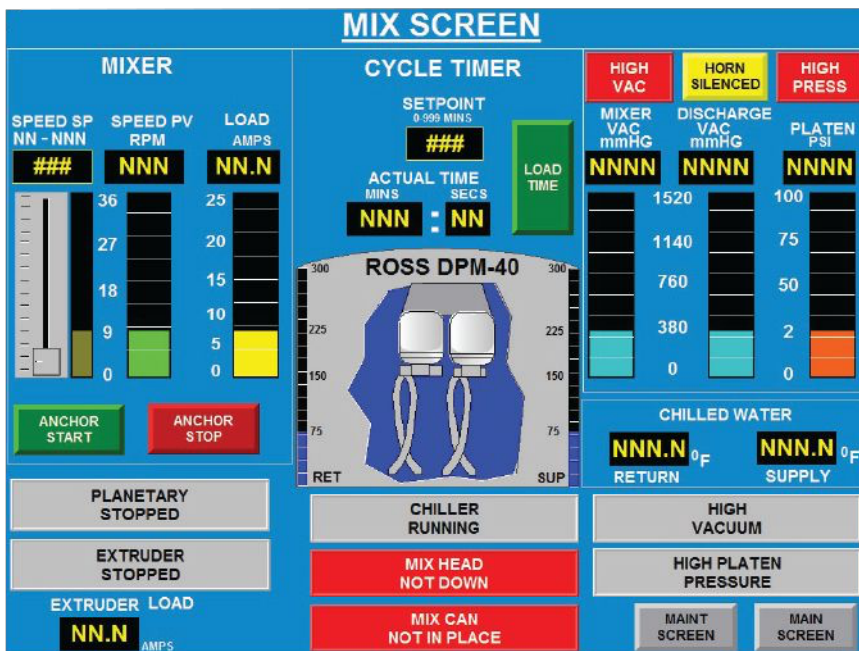 MIX SCREEN
MIXER
SPEED SP
NN - NNN
###
SPEED PV
RPM
NNN
LOAD
AMPS
NN.N
36
27
18
9
0
25
20
15
10
5
0
ANCHOR
START
ANCHOR
STOP
PLANETARY
STOPPED
EXTRUDER
STOPPED
EXTRUDER LOAD
NN.N
AMPS
CYCLE TIMER
SETPOINT
0-999 MINS
###
ACTUAL TIME
MINS SECS
NNN : NN
LOAD
TIME
ROSS DPM-40
300
225
150
75
RET
300
225
150
75
SUP
CHILLER
RUNNING
MIX HEAD
NOT DOWN
MIX CAN
NOT IN PLACE
HIGH
VAC
HORN
SILENCED
HIGH
PRESS
MIXER
VAC
mmHG
NNNN
DISCHARGE
VAC
mmHG
NNNN
PLATEN
PSI
NNNN
1520
1140
760
380
0
100
75
50
2
0
CHILLED WATER
NNN.N °F
RETURN
NNN.N °F
SUPPLY
HIGH
VACUUM
HIGH PLATEN
PRESSURE
MAINT
SCREEN
MAIN
SCREEN